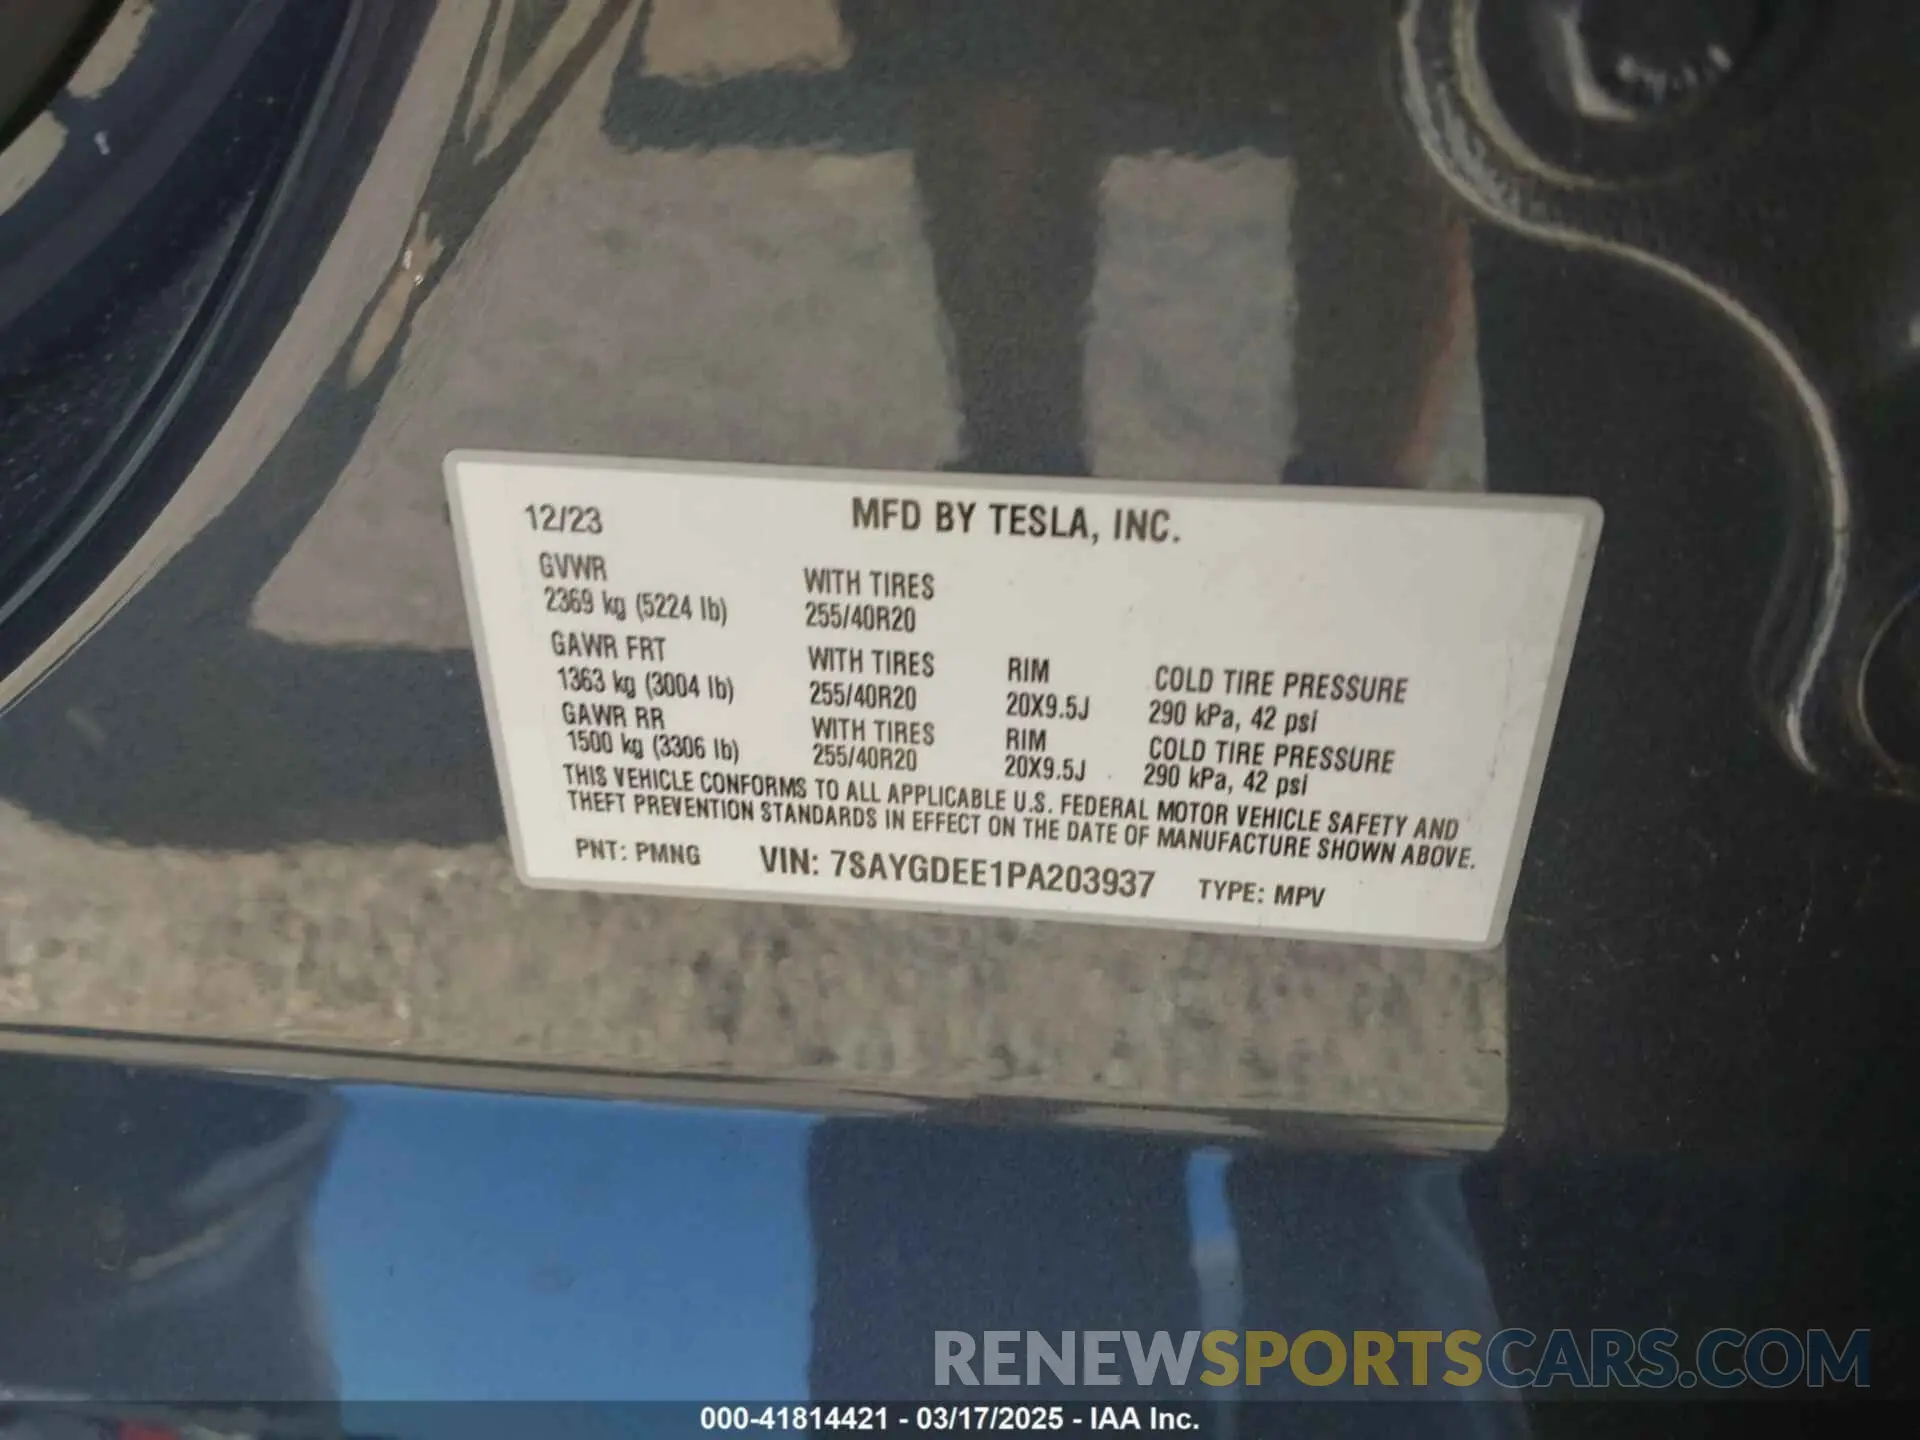 12/23 MFD BY TESLA, INC.
GVWR WITH TIRES
2369 kg (5224 lb) 255/40R20
GAWR FRT WITH TIRES RIM COLD TIRE PRESSURE
1363 kg (3004 lb) 255/40R20 20X9.5J 290 kPa, 42 psi
GAWR RR WITH TIRES RIM COLD TIRE PRESSURE
1500 kg (3306 lb) 255/40R20 20X9.5J 290 kPa, 42 psi
THIS VEHICLE CONFORMS TO ALL APPLICABLE U.S. FEDERAL MOTOR VEHICLE SAFETY AND
THEFT PREVENTION STANDARDS IN EFFECT ON THE DATE OF MANUFACTURE SHOWN ABOVE.
PNT: PMNG VIN: 7SAYGDEE1PA203937 TYPE: MPV
RENEWSPORTSCARS.COM
000-41814421 - 03/17/2025 - IAA Inc.